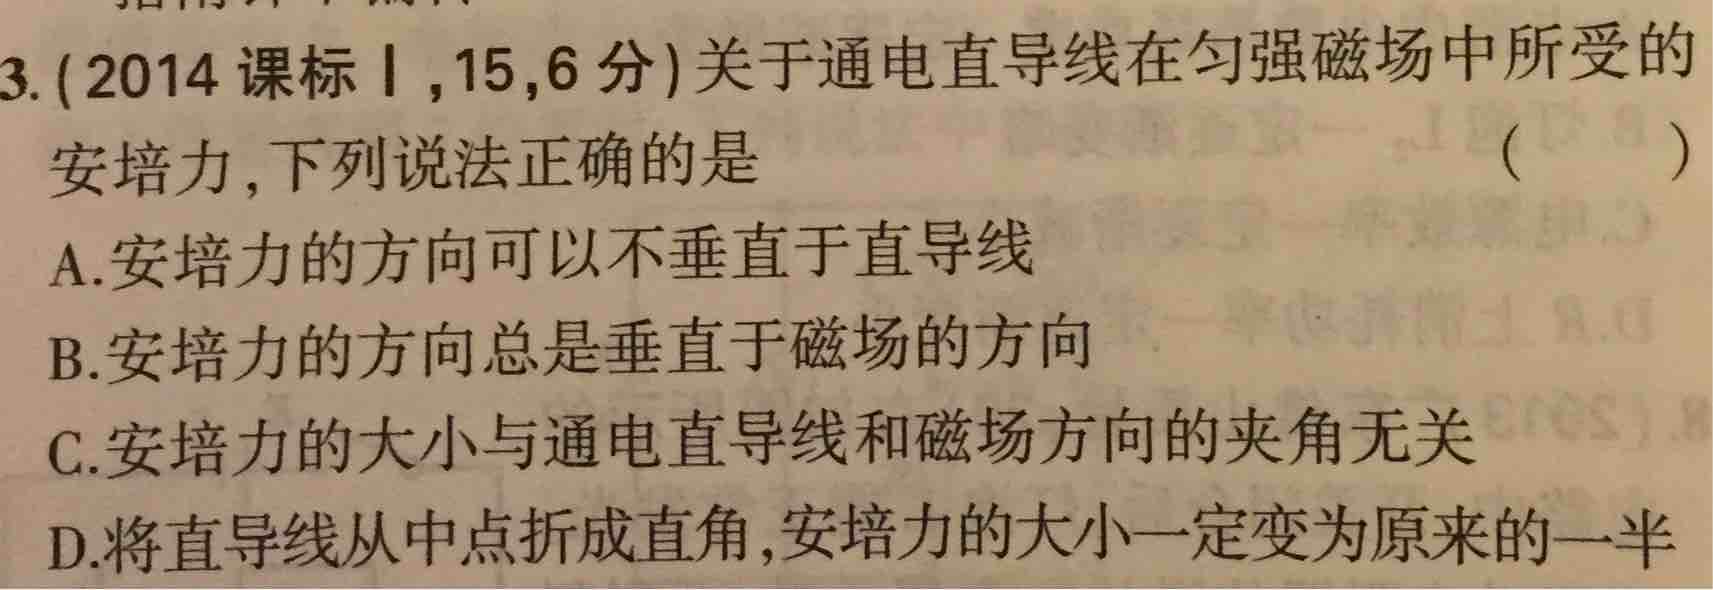 3.(2014 课标Ⅰ,15,6 分)关于通电直导线在匀强磁场中所受的
安培力,下列说法正确的是 ( )
A.安培力的方向可以不垂直于直导线
B.安培力的方向总是垂直于磁场的方向
C.安培力的大小与通电直导线和磁场方向的夹角无关
D.将直导线从中点折成直角,安培力的大小一定变为原来的一半